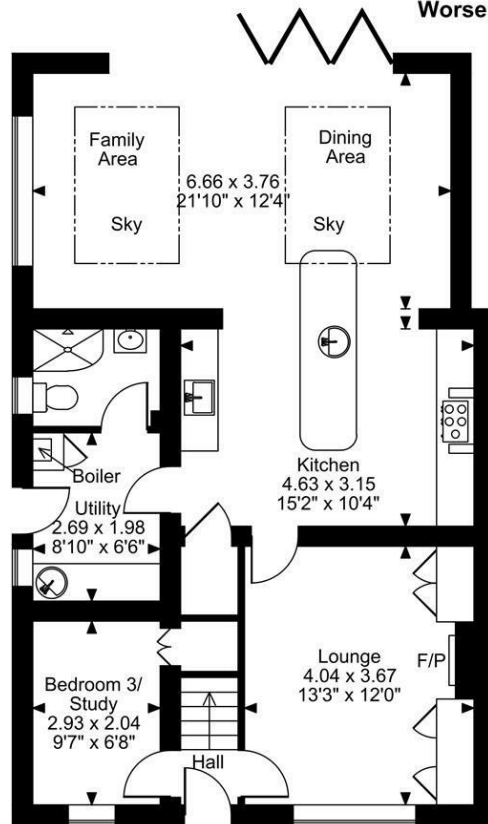 Worse
Family
Area
Dining
Area
6.66 x 3.76
21'10" x 12'4"
Sky
Sky
Kitchen
4.63 x 3.15
15'2" x 10'4"
Boiler
Utility
2.69 x 1.98
8'10" x 6'6"
Lounge
4.04 x 3.67
13'3" x 12'0"
F/P
Bedroom 3/
Study
2.93 x 2.04
9'7" x 6'8"
Hall